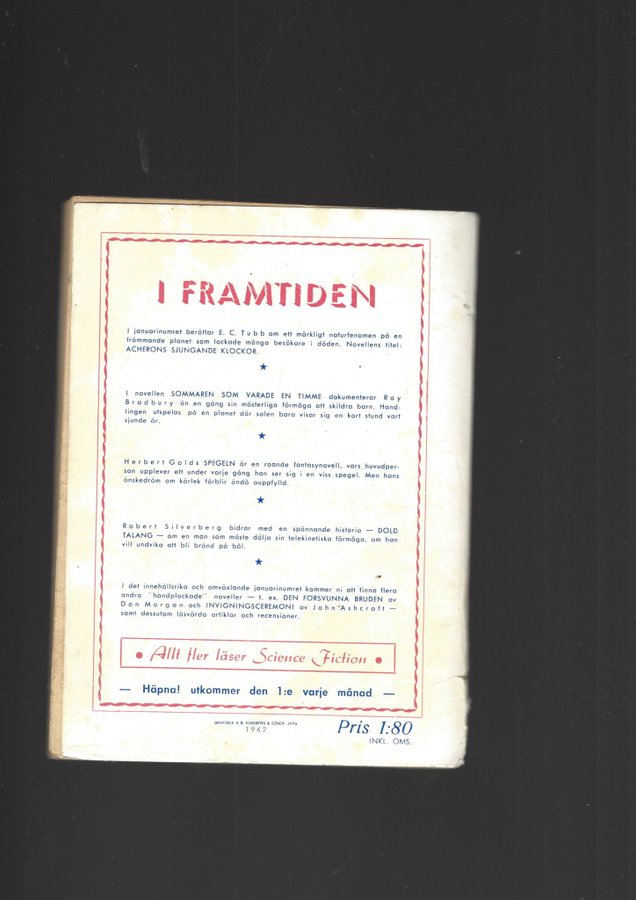 I FRAMTIDEN
I januarinumret berättar E. C. Tubb om ett märkligt naturfenomen på en
främmande planet som lockade många besökare i döden. Novellens titel:
ACHERONS SJUNGANDE KLOCKOR.
★
I novellen SOMMAREN SOM VARADE EN TIMME dokumenterar Ray
Bradbury än en gång sin mästerliga förmåga att skildra barn. Hand-
lingen utspelas på en planet där solen bara visar sig en kort stund vart
sjunde år.
★
Herbert Golds SPEGELN är en roande fantasynovell, vars huvudper-
son upplever ett under varje gång han ser sig i en viss spegel. Men hans
önskedröm om kärlek förblir ändå ouppfylld.
★
Robert Silverberg bidrar med en spännande historia — DOLD
TALANG — om en man som måste dölja sin telekinetiska förmåga, om han
vill undvika att bli bränd på bål.
★
I det innehållsrika och omväxlande januarinumret kommer ni att finna flera
andra "handplockade" noveller — t. ex. DEN FÖRSVUNNA BRUDEN av
Dan Morgan och INVIGNINGSCEREMONI av John Ashcroft —
samt dessutom läsvärda artiklar och recensioner.
• Allt fler läser Science Fiction •
— Häpna! utkommer den 1:e varje månad —
GRAFISKA A. B. KINDBERG & SÖNER, JKPG
1962
Pris 1:80
INKL. OMS.